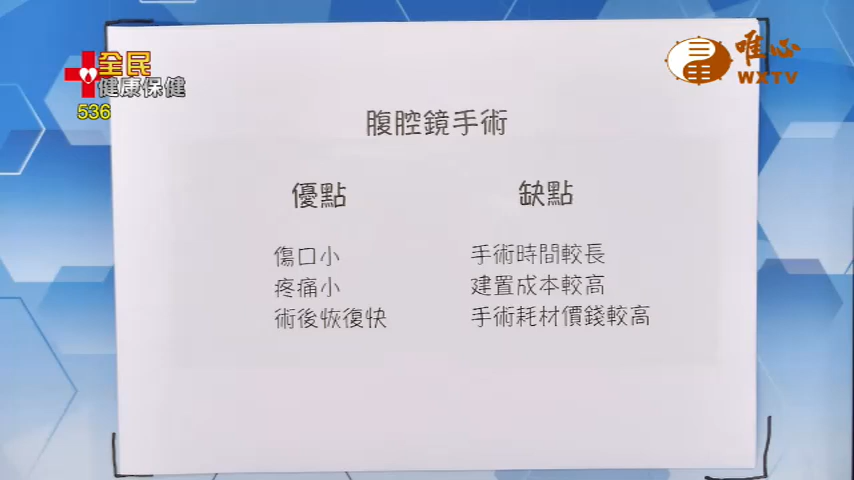 全民
健康保健
536
唯心
WXTV
腹腔鏡手術
優點
缺點
傷口小
手術時間較長
疼痛小
建置成本較高
術後恢復快
手術耗材價錢較高